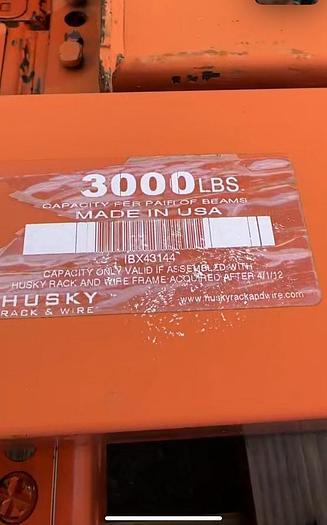 3000 LBS.
CAPACITY PER PAIR OF BEAMS
MADE IN USA
IBX43144
CAPACITY ONLY VALID IF ASSEMBLED WITH
HUSKY RACK AND WIRE FRAME ACQUIRED AFTER 4/1/12
HUSKY
RACK & WIRE
www.huskyrackandwire.com